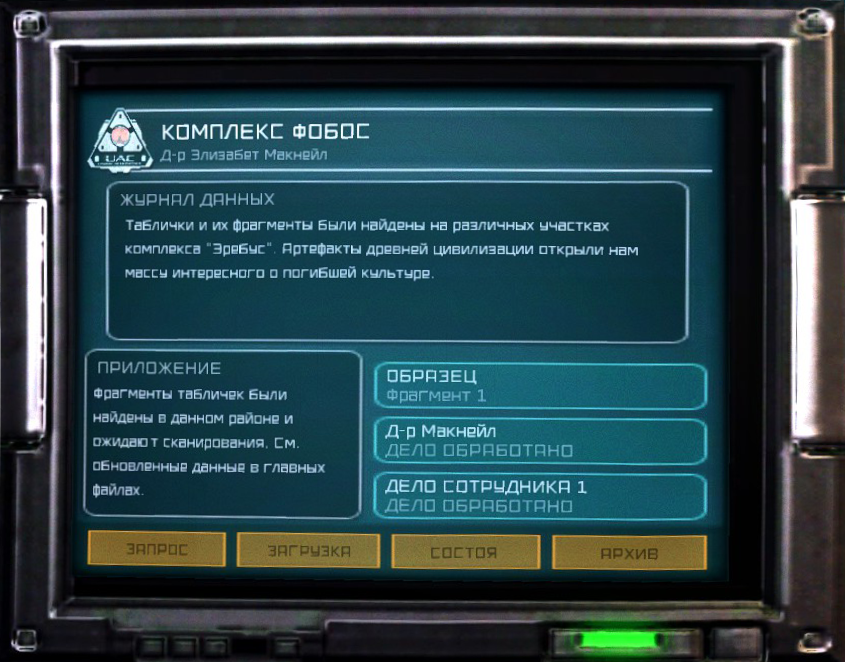 КОМПЛЕКС ФОБОС
UAC
Д-р Элизабет Макнейл
ЖУРНАЛ ДАННЫХ
Таблички и их фрагменты были найдены на различных участках
комплекса "Эребус". Артефакты древней цивилизации открыли нам
массу интересного о погибшей культуре.
ПРИЛОЖЕНИЕ
Фрагменты табличек были
найдены в данном районе и
ожидают сканирования. См.
обновленные данные в главных
файлах.
ОБРАЗЕЦ
Фрагмент 1
Д-р Макнейл
ДЕЛО ОБРАБОТАНО
ДЕЛО СОТРУДНИКА 1
ДЕЛО ОБРАБОТАНО
ЗАПРОС
ЗАГРУЗКА
СОСТОЯ
АРХИВ